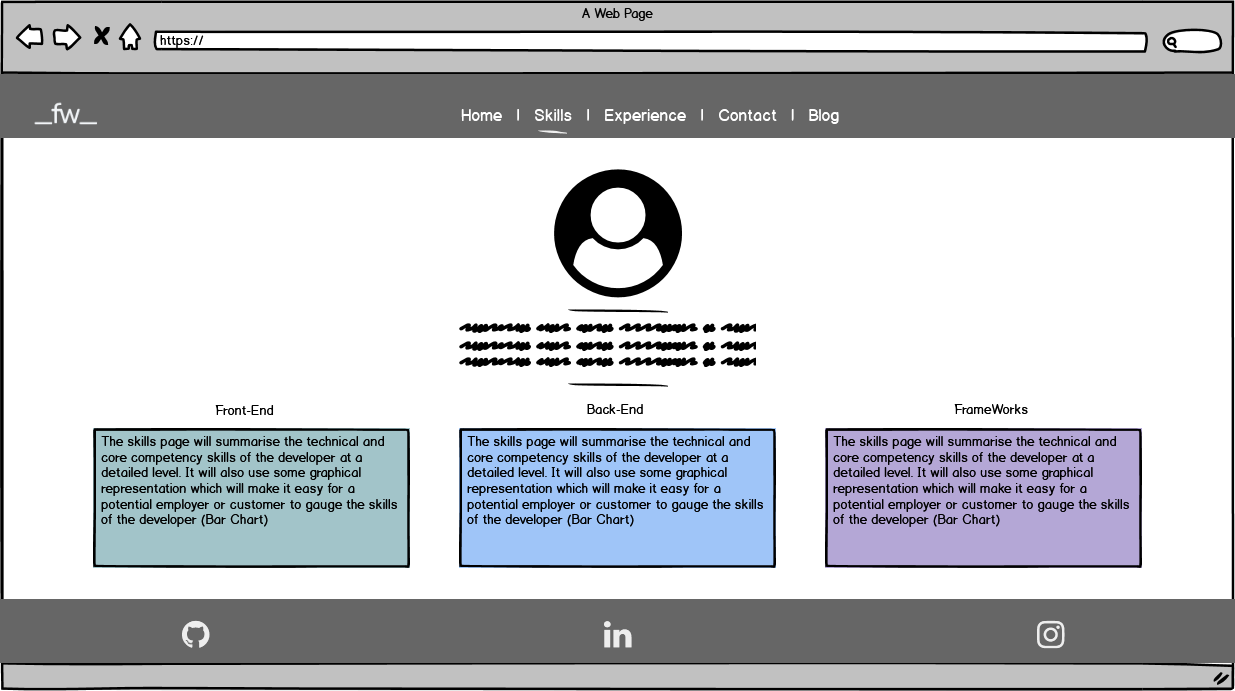 A Web Page
https://
_fw_
Home | Skills | Experience | Contact | Blog
Front-End
The skills page will summarise the technical and
core competency skills of the developer at a
detailed level. It will also use some graphical
representation which will make it easy for a
potential employer or customer to gauge the skills
of the developer (Bar Chart)
Back-End
The skills page will summarise the technical and
core competency skills of the developer at a
detailed level. It will also use some graphical
representation which will make it easy for a
potential employer or customer to gauge the skills
of the developer (Bar Chart)
FrameWorks
The skills page will summarise the technical and
core competency skills of the developer at a
detailed level. It will also use some graphical
representation which will make it easy for a
potential employer or customer to gauge the skills
of the developer (Bar Chart)
in